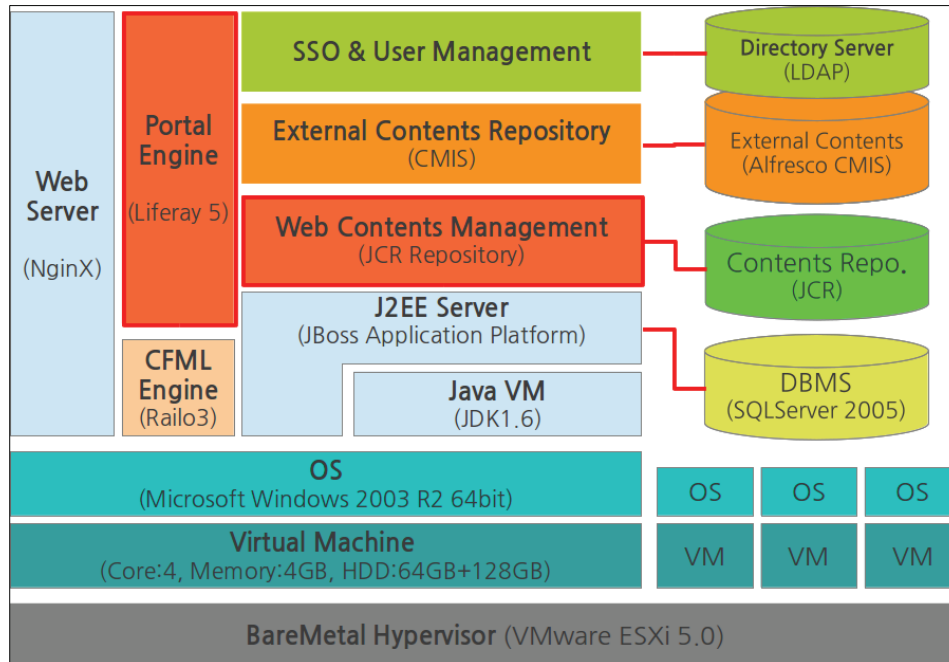 Web
Server
(NginX)
Portal
Engine
(Liferay 5)
CFML
Engine
(Railo3)
SSO & User Management
External Contents Repository
(CMIS)
Web Contents Management
(JCR Repository)
J2EE Server
(JBoss Application Platform)
Java VM
(JDK1.6)
Directory Server
(LDAP)
External Contents
(Alfresco CMIS)
Contents Repo.
(JCR)
DBMS
(SQLServer 2005)
OS
(Microsoft Windows 2003 R2 64bit)
OS
OS
OS
Virtual Machine
(Core:4, Memory:4GB, HDD:64GB+128GB)
VM
VM
VM
BareMetal Hypervisor (VMware ESXi 5.0)